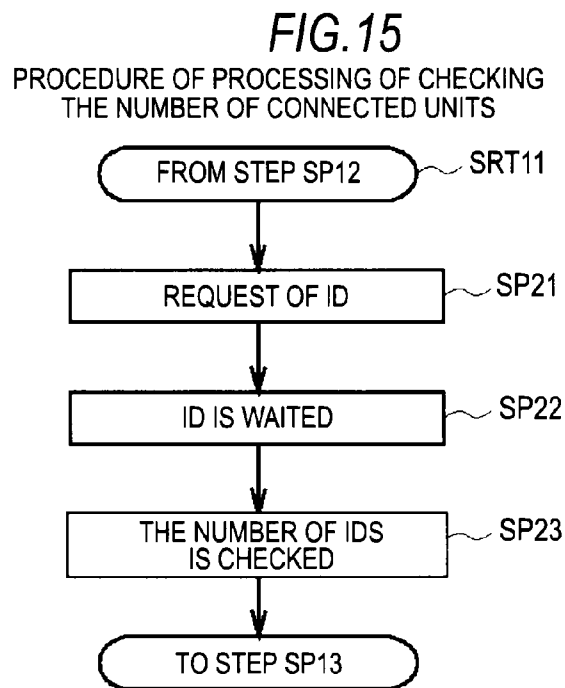 FIG.15
PROCEDURE OF PROCESSING OF CHECKING
THE NUMBER OF CONNECTED UNITS
FROM STEP SP12
SRT11
REQUEST OF ID
SP21
ID IS WAITED
SP22
THE NUMBER OF IDS
IS CHECKED
SP23
TO STEP SP13